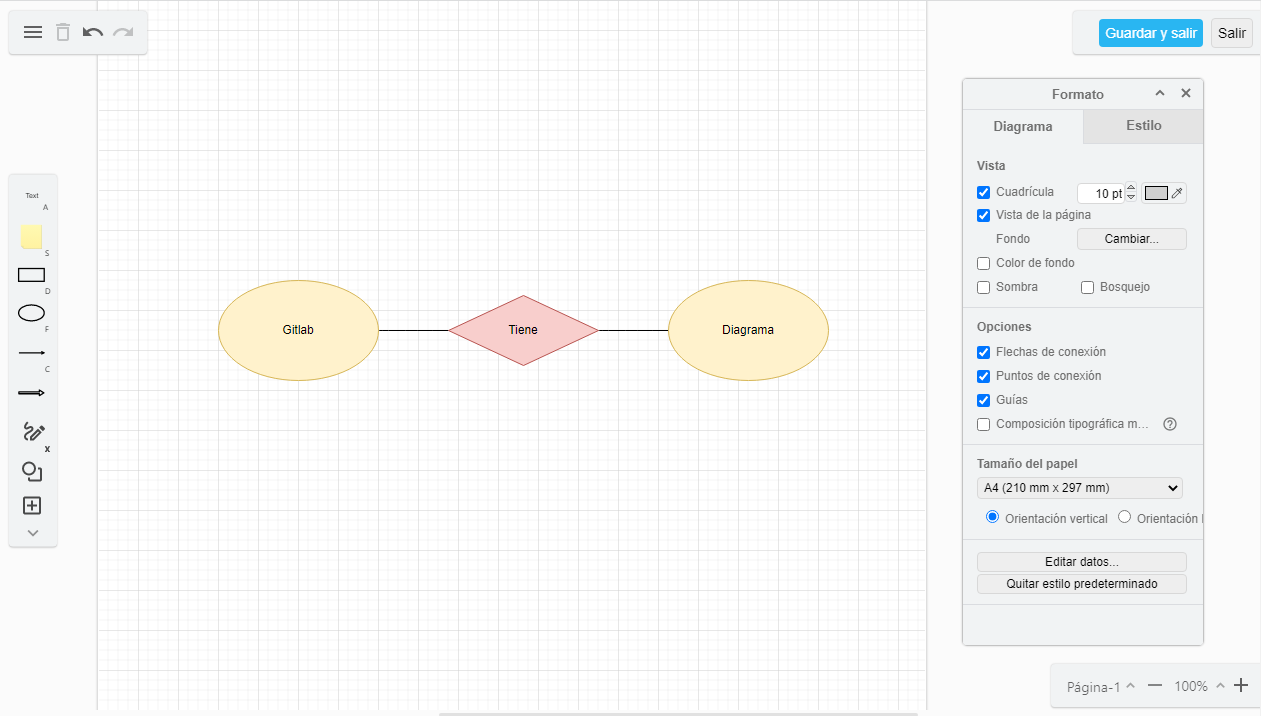 Guardar y salir
Salir
Formato
Diagrama
Estilo
Vista
Cuadrícula
10 pt
Vista de la página
Fondo
Cambiar...
Color de fondo
Sombra
Bosquejo
Opciones
Flechas de conexión
Puntos de conexión
Guías
Composición tipográfica m...
Tamaño del papel
A4 (210 mm x 297 mm)
Orientación vertical
Orientación
Editar datos...
Quitar estilo predeterminado
Text
A
S
D
F
C
x
Gitlab
Tiene
Diagrama
Página-1
100%